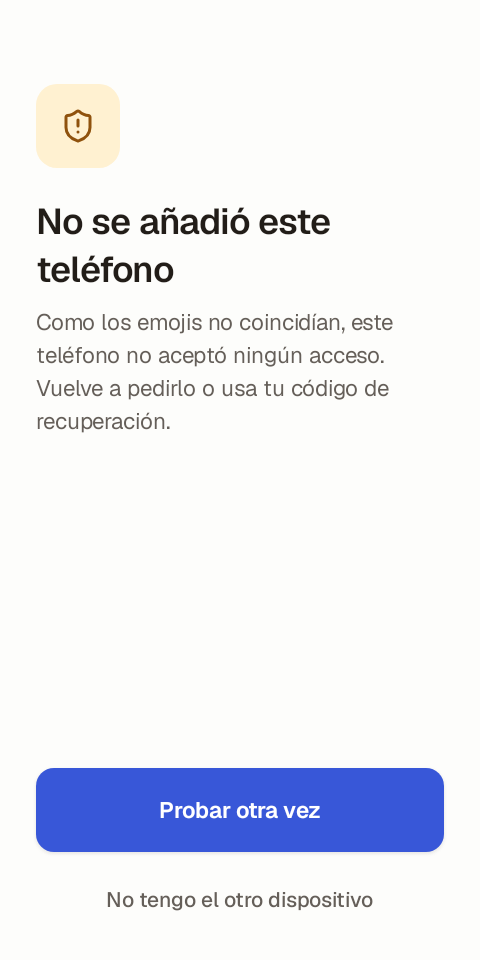 No se añadió este
teléfono
Como los emojis no coincidían, este
teléfono no aceptó ningún acceso.
Vuelve a pedirlo o usa tu código de
recuperación.
Probar otra vez
No tengo el otro dispositivo